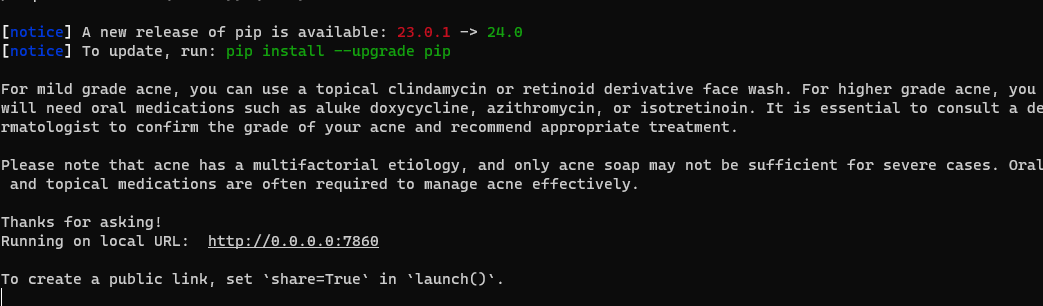 [notice] A new release of pip is available: 23.0.1 -> 24.0
[notice] To update, run: pip install --upgrade pip
For mild grade acne, you can use a topical clindamycin or retinoid derivative face wash. For higher grade acne, you
will need oral medications such as aluke doxycycline, azithromycin, or isotretinoin. It is essential to consult a de
rmatologist to confirm the grade of your acne and recommend appropriate treatment.
Please note that acne has a multifactorial etiology, and only acne soap may not be sufficient for severe cases. Oral
and topical medications are often required to manage acne effectively.
Thanks for asking!
Running on local URL:  http://0.0.0.0:7860
To create a public link, set `share=True` in `launch()`.